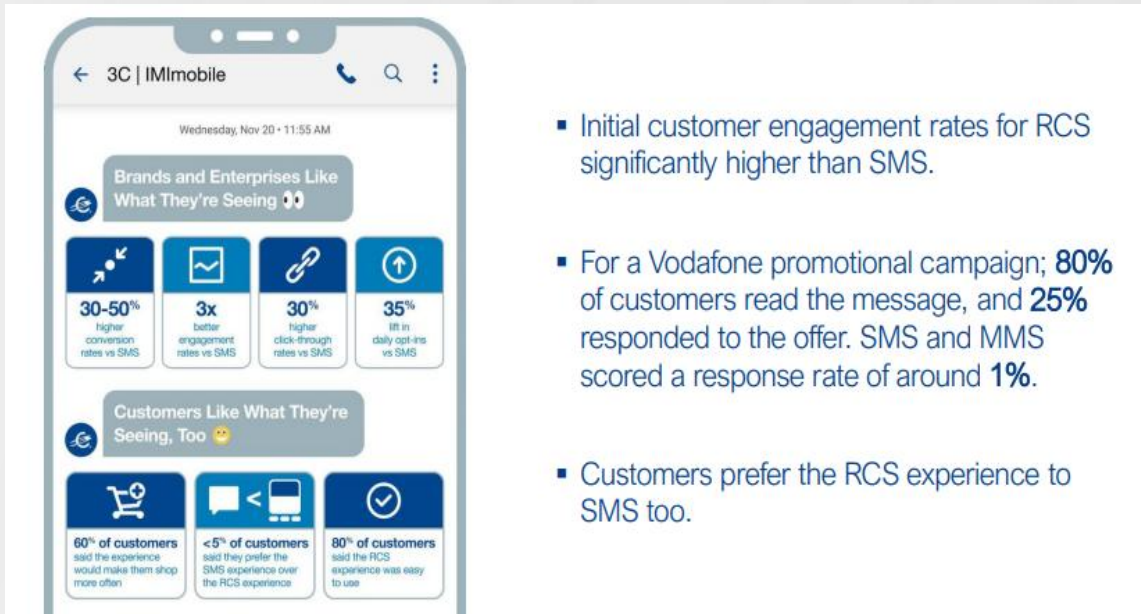 3C | IMImobile
Wednesday, Nov 20 • 11:55 AM
Brands and Enterprises Like
What They're Seeing 👀
30-50%
higher
conversion
rates vs SMS
3x
better
engagement
rates vs SMS
30%
higher
click-through
rates vs SMS
35%
lift in
daily opt-ins
vs SMS
Customers Like What They're
Seeing, Too 😁
60% of customers
said the experience
would make them shop
more often
<5% of customers
said they prefer the
SMS experience over
the RCS experience
80% of customers
said the RCS
experience was easy
to use
▪ Initial customer engagement rates for RCS
significantly higher than SMS.
▪ For a Vodafone promotional campaign; 80%
of customers read the message, and 25%
responded to the offer. SMS and MMS
scored a response rate of around 1%.
▪ Customers prefer the RCS experience to
SMS too.